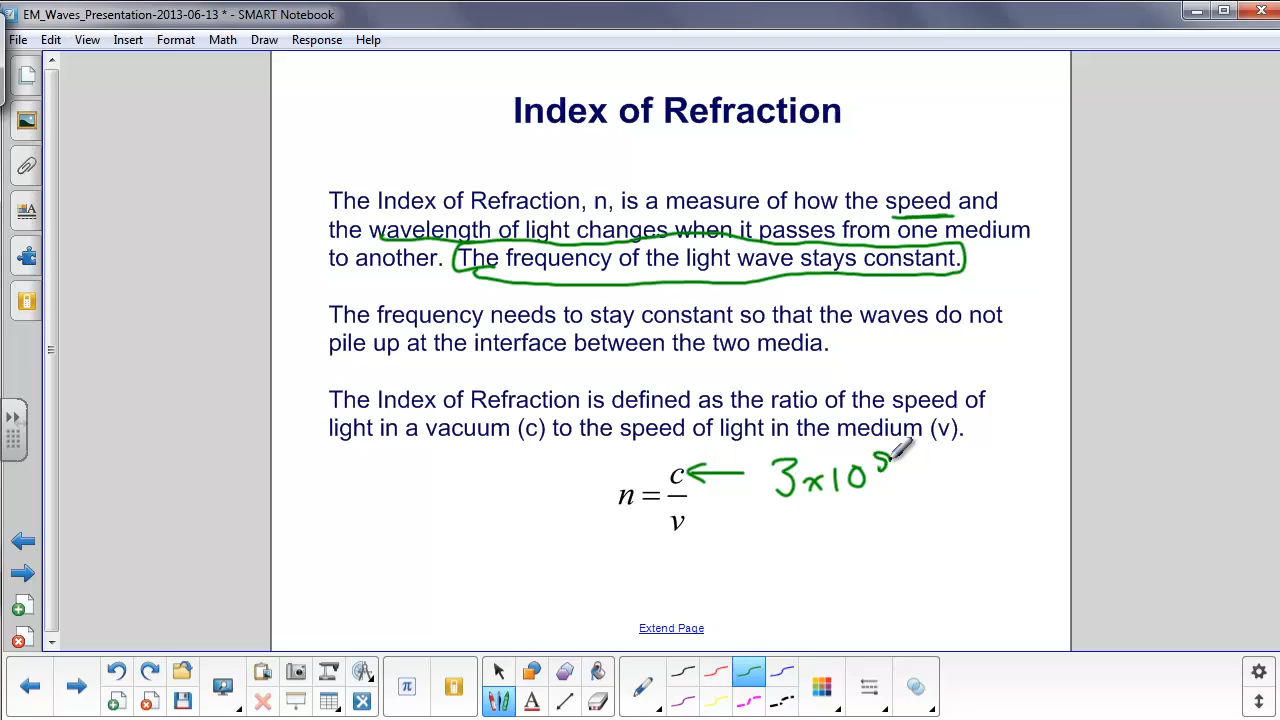 EM_Waves_Presentation-2013-06-13 * - SMART Notebook
File Edit View Insert Format Math Draw Response Help
Index of Refraction
The Index of Refraction, n, is a measure of how the speed and
the wavelength of light changes when it passes from one medium
to another. The frequency of the light wave stays constant.
The frequency needs to stay constant so that the waves do not
pile up at the interface between the two media.
The Index of Refraction is defined as the ratio of the speed of
light in a vacuum (c) to the speed of light in the medium (v).
n = c/v
3x10
Extend Page